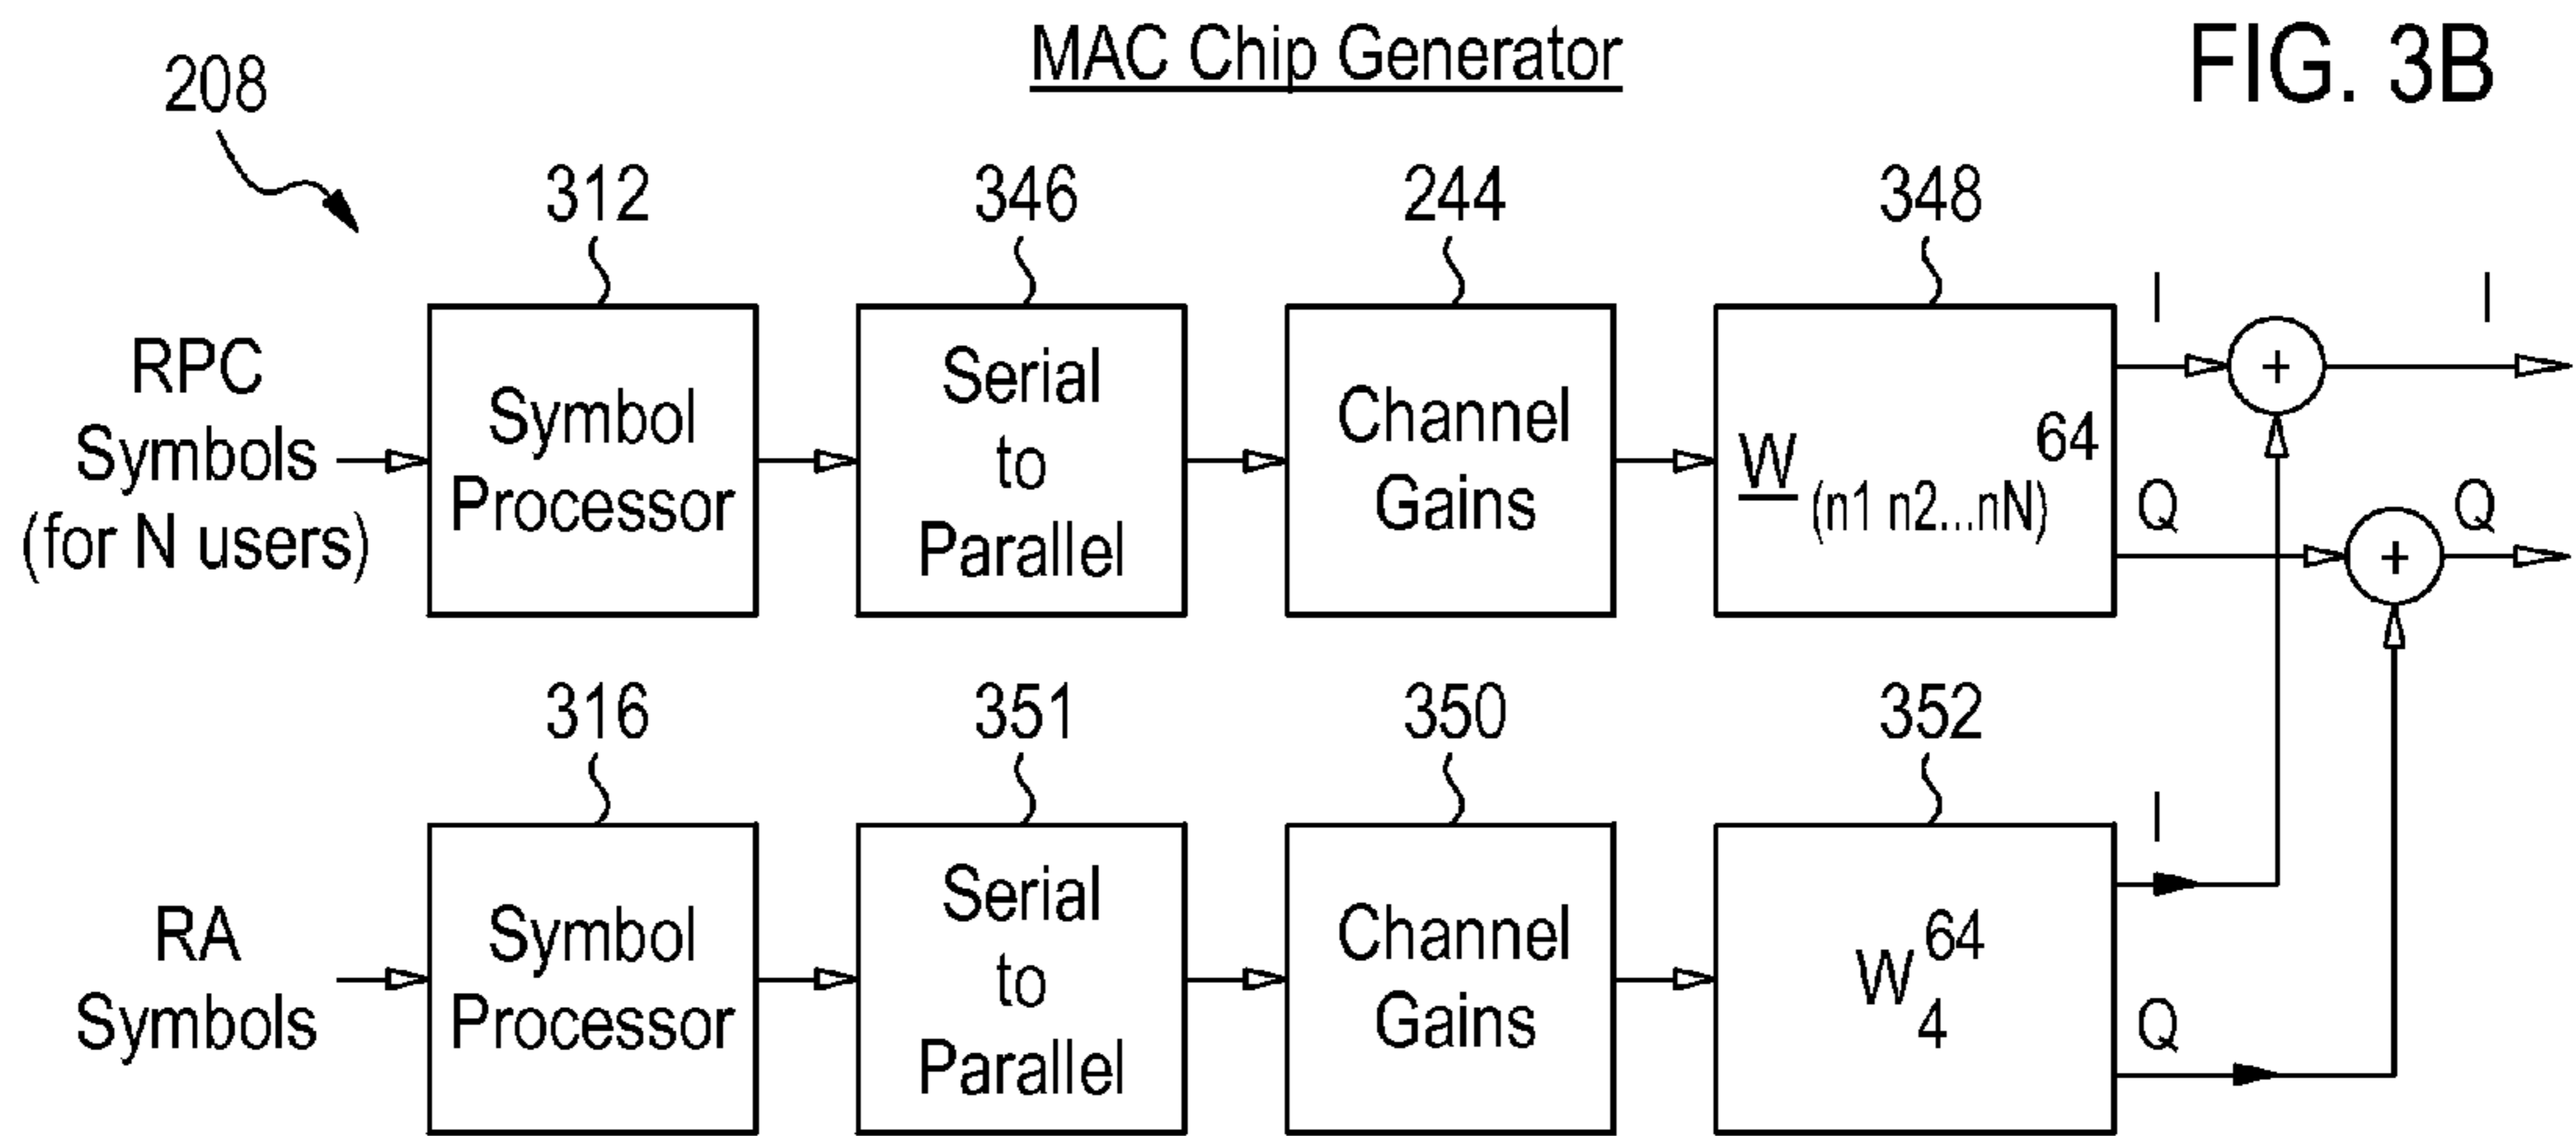 MAC Chip Generator
FIG. 3B
208
312
346
244
348
RPC
Symbols
(for N users)
Symbol
Processor
Serial
to
Parallel
Channel
Gains
W (n1 n2...nN) 64
I
Q
+
+
I
Q
316
351
350
352
RA
Symbols
Symbol
Processor
Serial
to
Parallel
Channel
Gains
W 64 4
I
Q